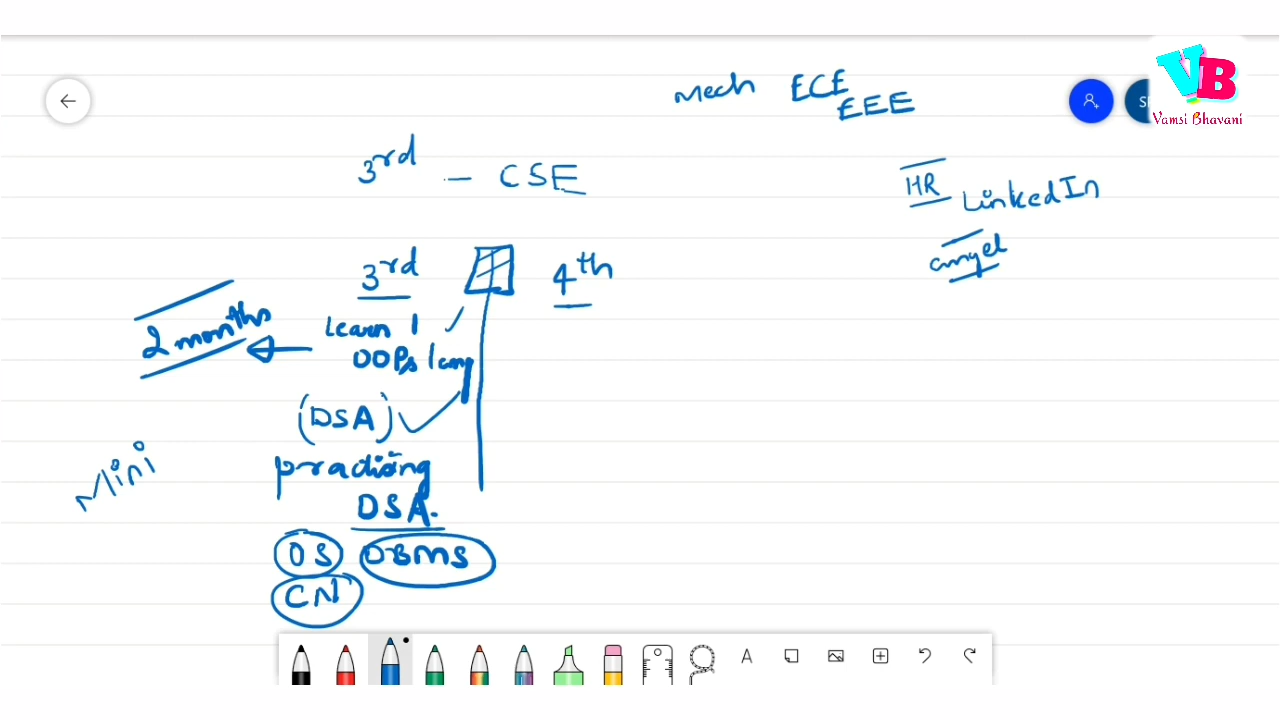 Mech ECE
EEE
VB
Vamsi Bhavani
3rd - CSE
HR LinkedIn
angel
3rd 4th
Learn 1
OOPs lang
2 months
(DSA)
practicing
DSA.
Mini
OS DBMS
CN
A